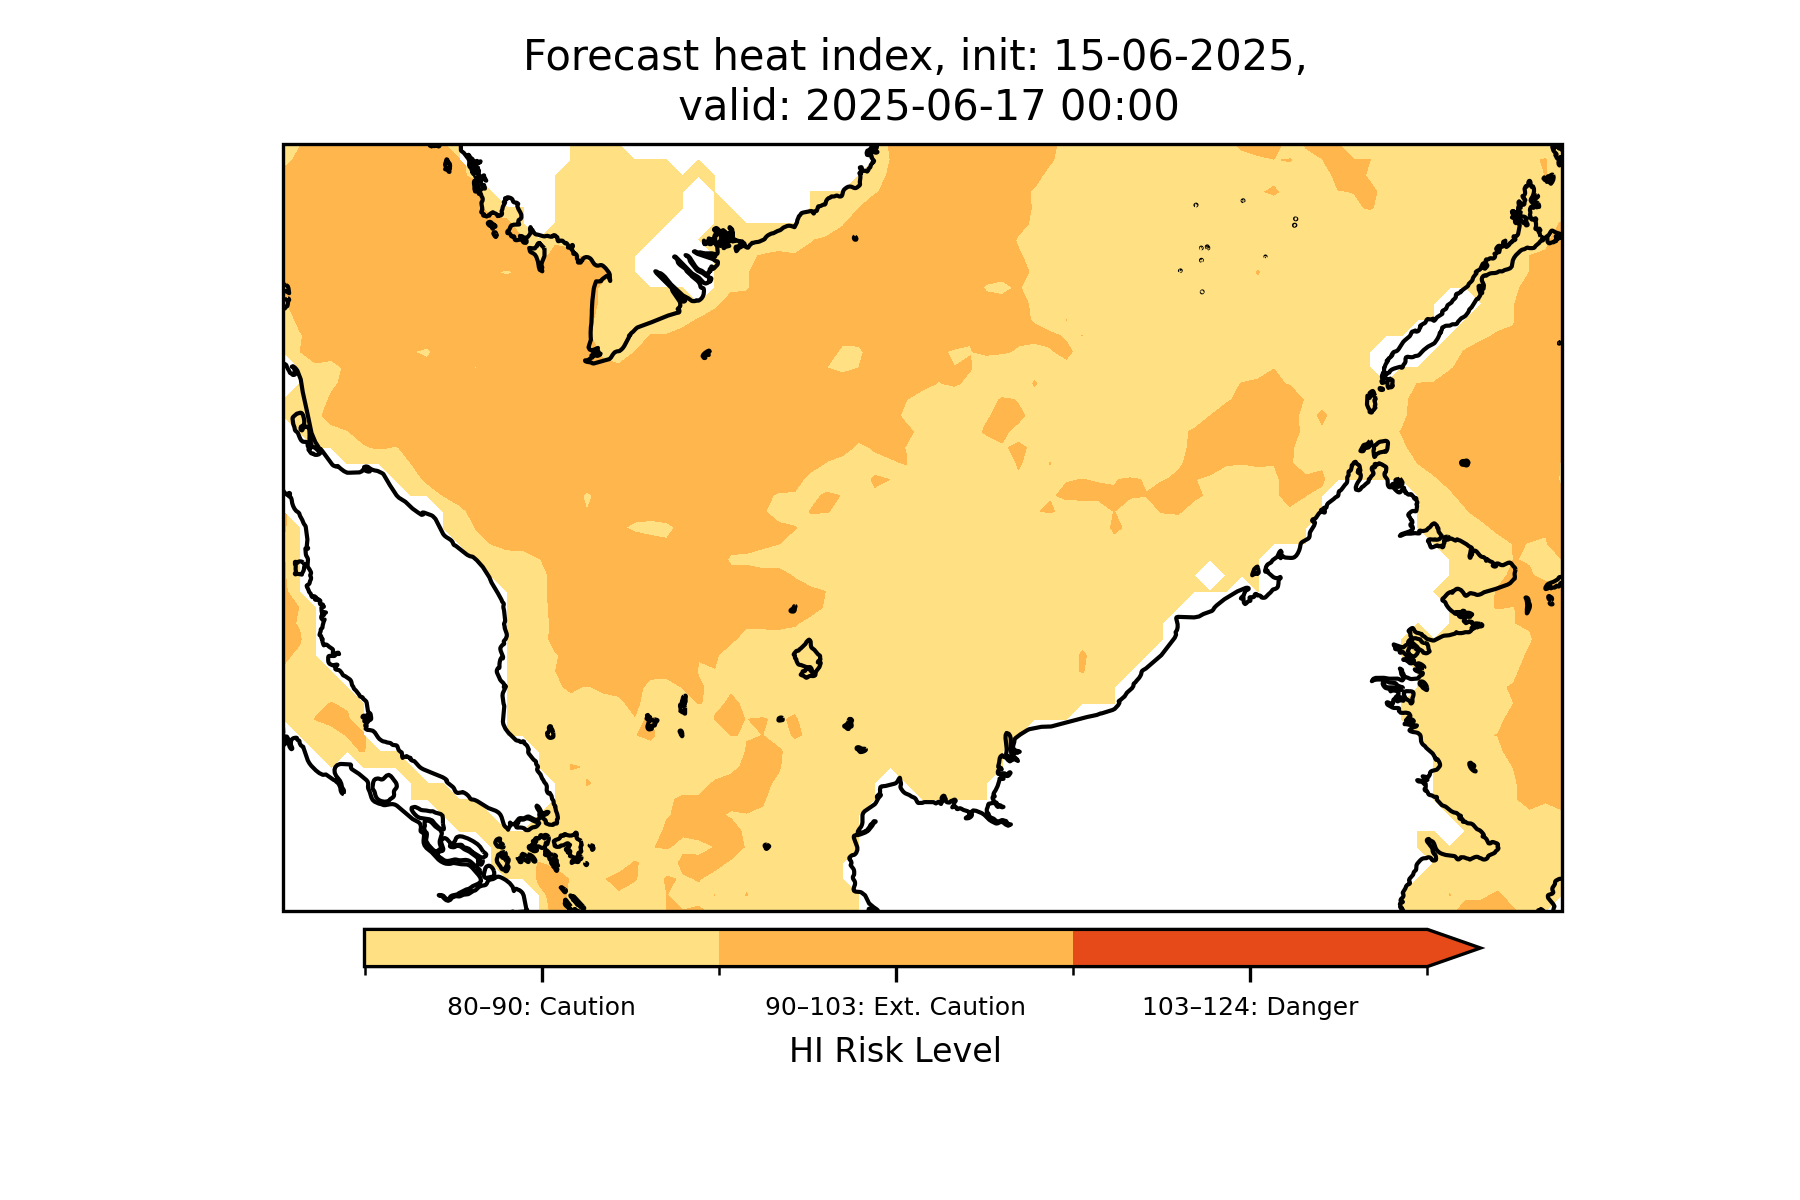 Forecast heat index, init: 15-06-2025,
valid: 2025-06-17 00:00
80–90: Caution
90–103: Ext. Caution
103–124: Danger
HI Risk Level